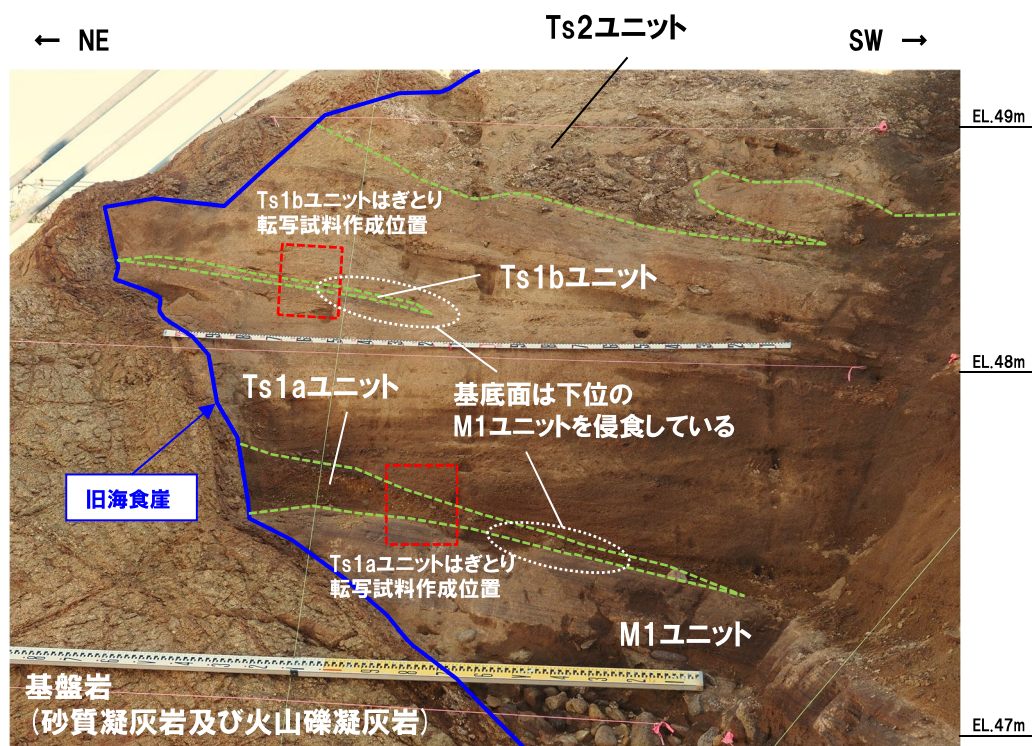 ← NE
Ts2ユニット
SW →
EL.49m
Ts1bユニットはぎとり
転写試料作成位置
Ts1bユニット
EL.48m
Ts1aユニット
基底面は下位の
M1ユニットを侵食している
旧海食崖
Ts1aユニットはぎとり
転写試料作成位置
M1ユニット
基盤岩
(砂質凝灰岩及び火山礫凝灰岩)
EL.47m